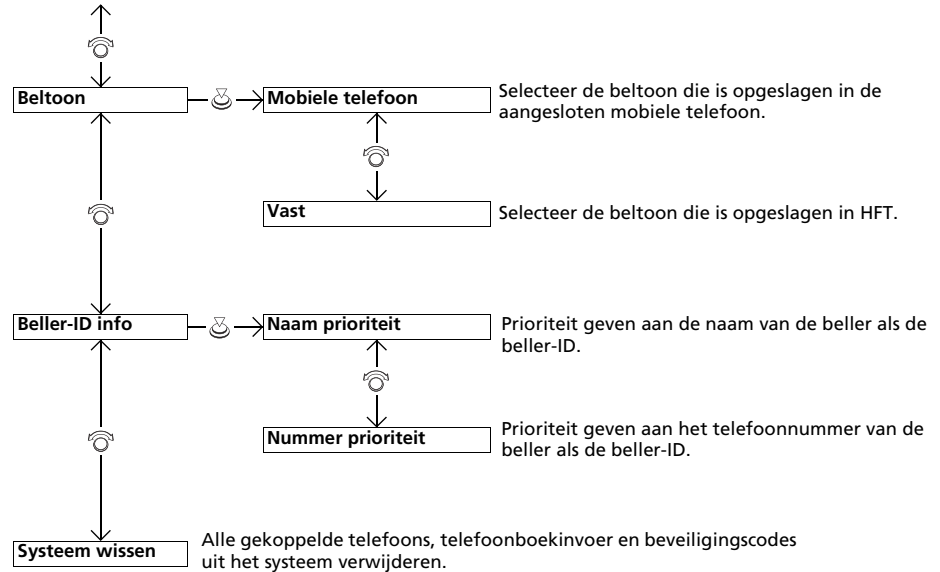 Beltoon
Mobiele telefoon
Selecteer de beltoon die is opgeslagen in de
aangesloten mobiele telefoon.
Vast
Selecteer de beltoon die is opgeslagen in HFT.
Beller-ID info
Naam prioriteit
Prioriteit geven aan de naam van de beller als de
beller-ID.
Nummer prioriteit
Prioriteit geven aan het telefoonnummer van de
beller als de beller-ID.
Systeem wissen
Alle gekoppelde telefoons, telefoonboekinvoer en beveiligingscodes
uit het systeem verwijderen.